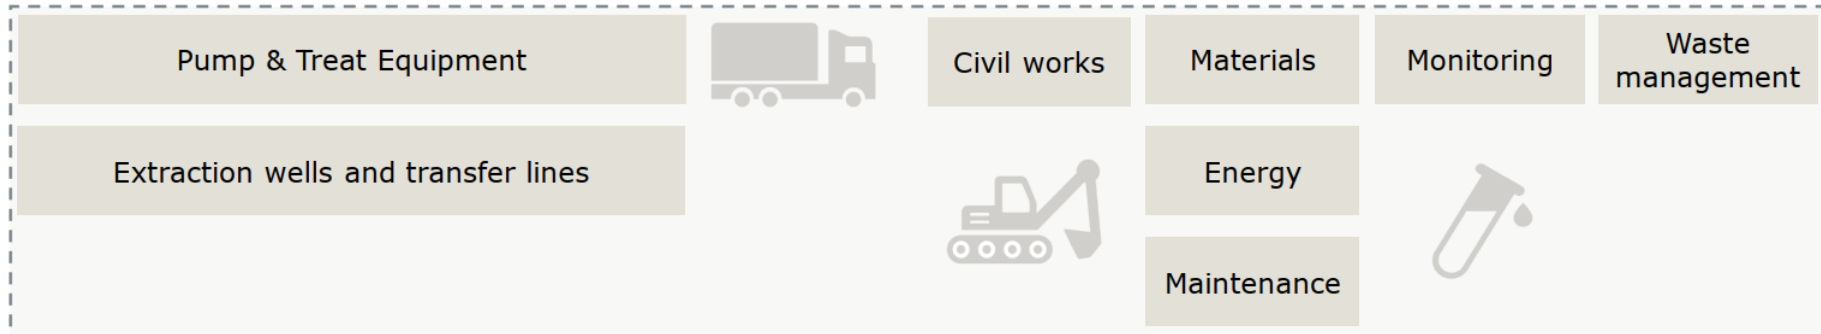 Pump & Treat Equipment
Civil works
Materials
Monitoring
Waste
management
Extraction wells and transfer lines
Energy
Maintenance